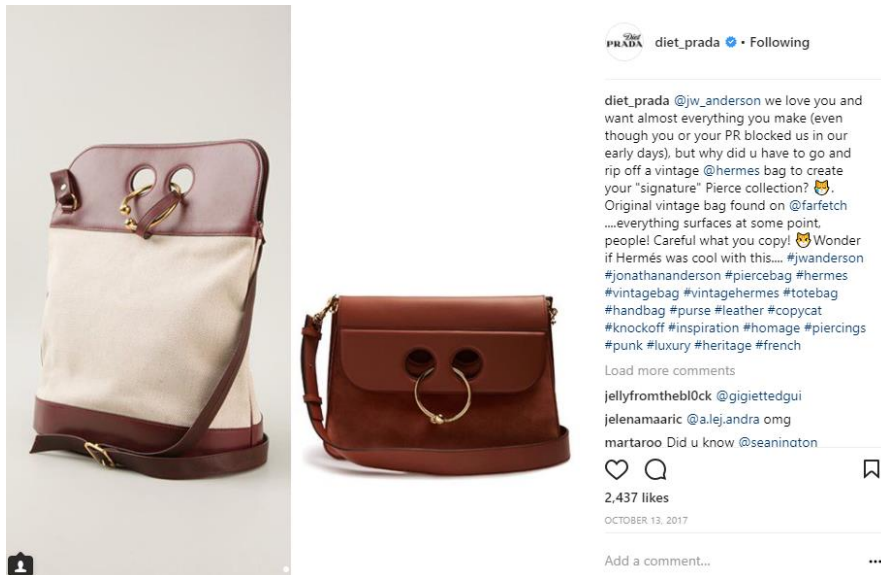 Diet
PRADA
diet_prada • Following
diet_prada @jw_anderson we love you and
want almost everything you make (even
though you or your PR blocked us in our
early days), but why did u have to go and
rip off a vintage @hermes bag to create
your "signature" Pierce collection? 😼.
Original vintage bag found on @farfetch
....everything surfaces at some point,
people! Careful what you copy! 😼Wonder
if Hermés was cool with this.... #jwanderson
#jonathananderson #piercebag #hermes
#vintagebag #vintagehermes #totebag
#handbag #purse #leather #copycat
#knockoff #inspiration #homage #piercings
#punk #luxury #heritage #french
Load more comments
jellyfromthebl0ck @gigiettedgui
jelenamaaric @a.lej.andra omg
martaroo Did u know @seanington
2,437 likes
OCTOBER 13, 2017
Add a comment...